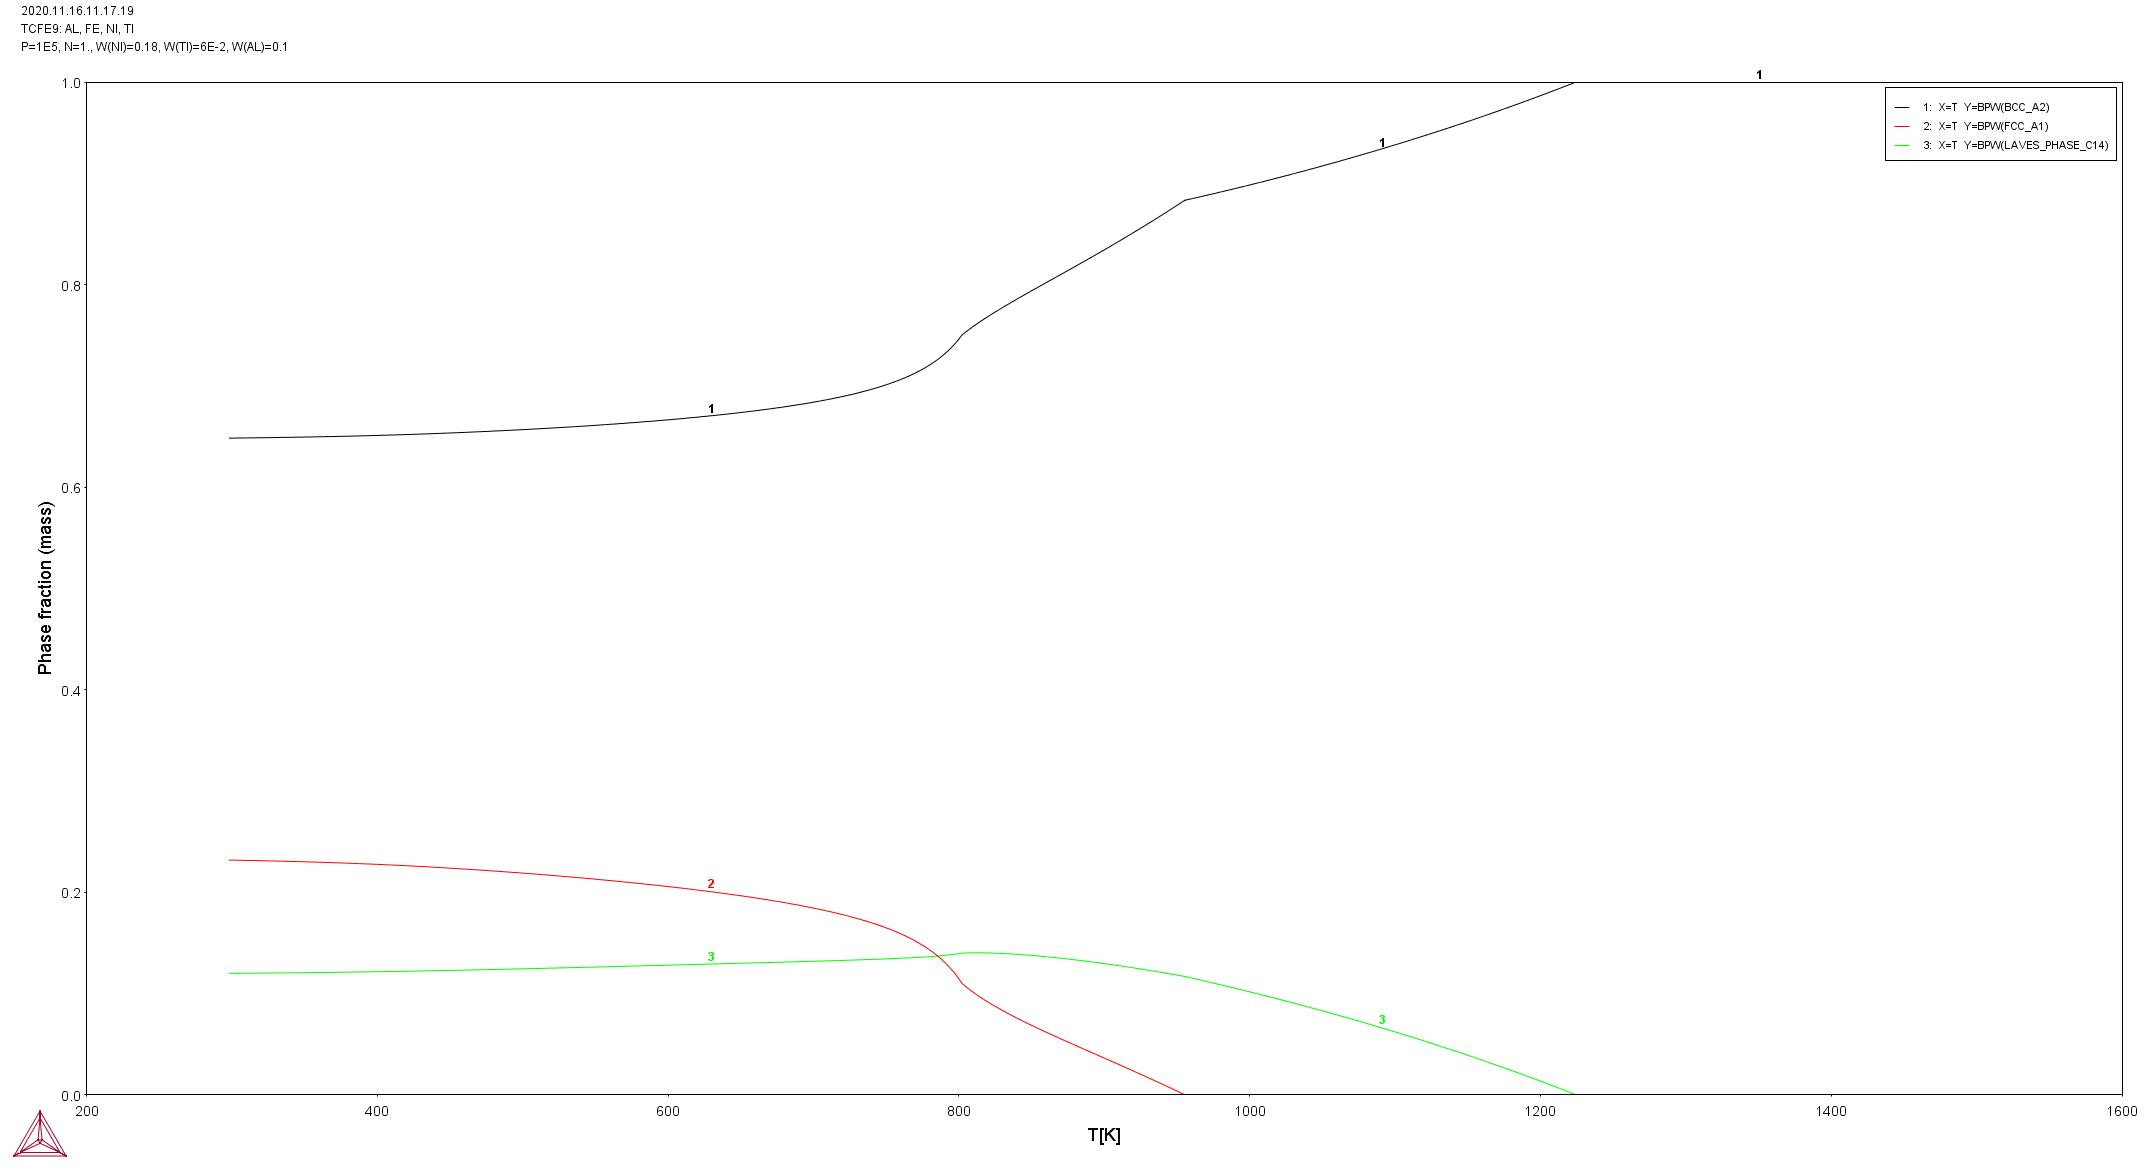 2020.11.16.11.17.19
TCFE9: AL, FE, NI, TI
P=1E5, N=1., W(NI)=0.18, W(TI)=6E-2, W(AL)=0.1
1.0
0.8
0.6
0.4
0.2
0.0
Phase fraction (mass)
1
1
1
1: X=T Y=BPW(BCC_A2)
2: X=T Y=BPW(FCC_A1)
3: X=T Y=BPW(LAVES_PHASE_C14)
2
3
3
200 400 600 800 1000 1200 1400 1600
T[K]